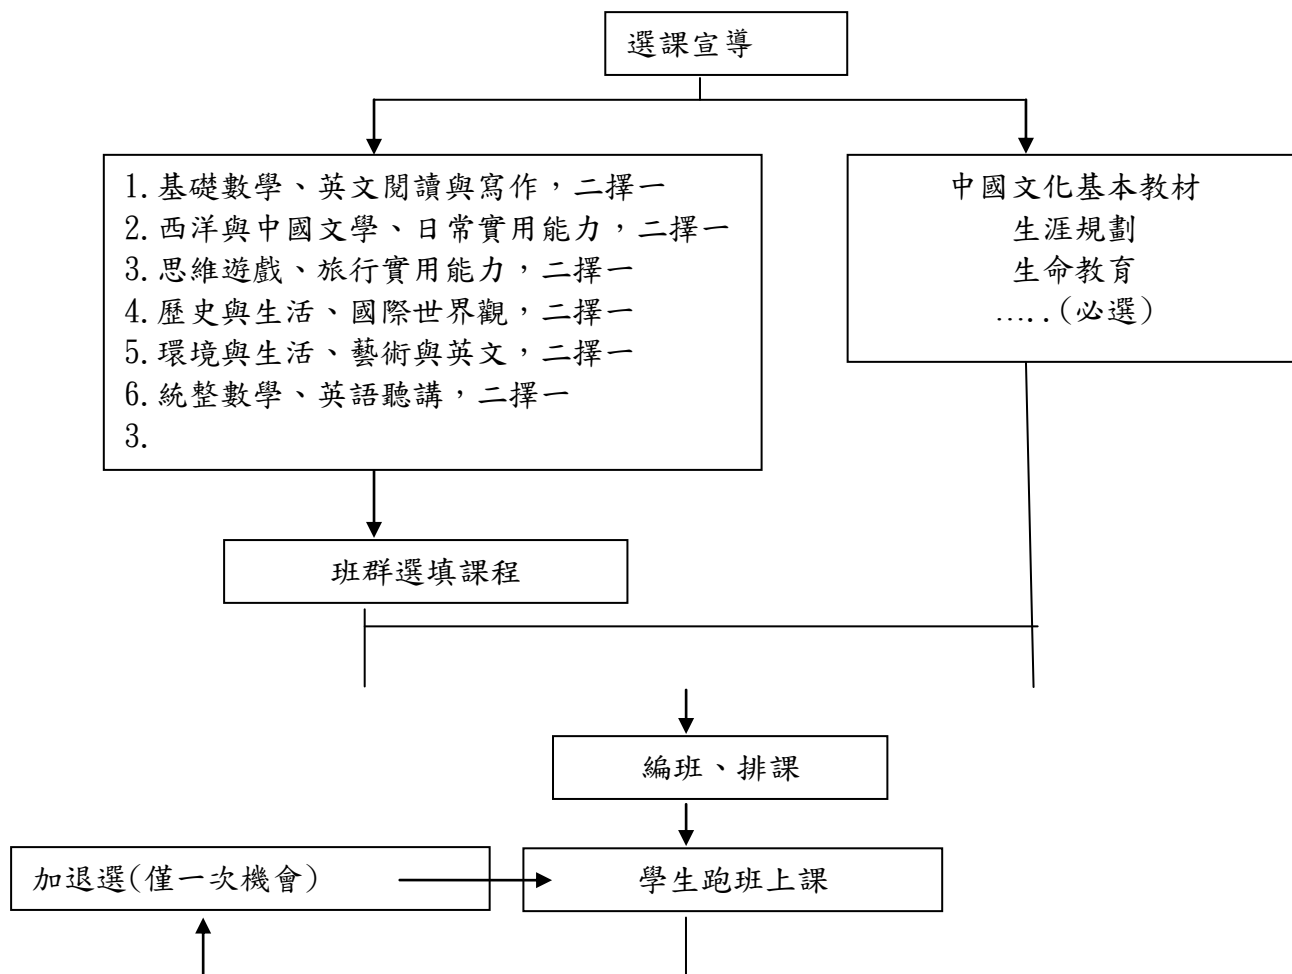 選課宣導
1.基礎數學、英文閱讀與寫作，二擇一
2.西洋與中國文學、日常實用能力，二擇一
3.思維遊戲、旅行實用能力，二擇一
4.歷史與生活、國際世界觀，二擇一
5.環境與生活、藝術與英文，二擇一
6.統整數學、英語聽講，二擇一
3.
中國文化基本教材
生涯規劃
生命教育
…..(必選)
班群選填課程
編班、排課
加退選(僅一次機會)
學生跑班上課